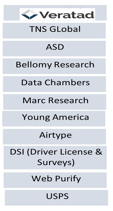 Veratad
TNS GLobal
ASD
Bellomy Research
Data Chambers
Marc Research
Young America
Airtype
DSI (Driver License &
Surveys)
Web Purify
USPS